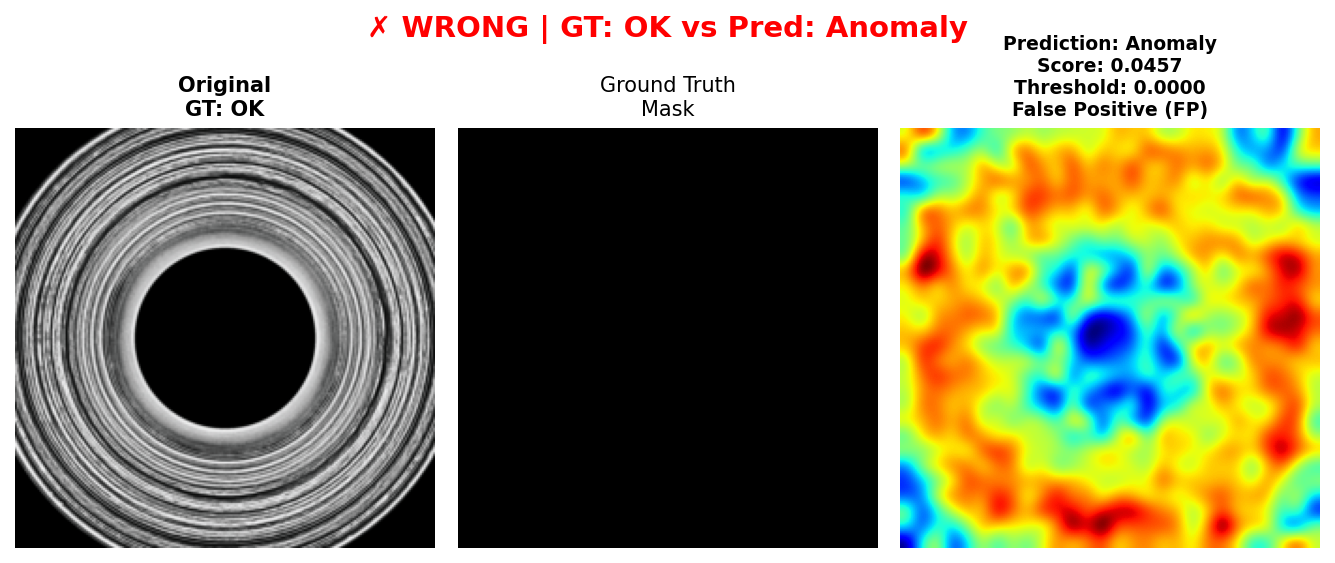 ✗ WRONG | GT: OK vs Pred: Anomaly
Original
GT: OK
Ground Truth
Mask
Prediction: Anomaly
Score: 0.0457
Threshold: 0.0000
False Positive (FP)